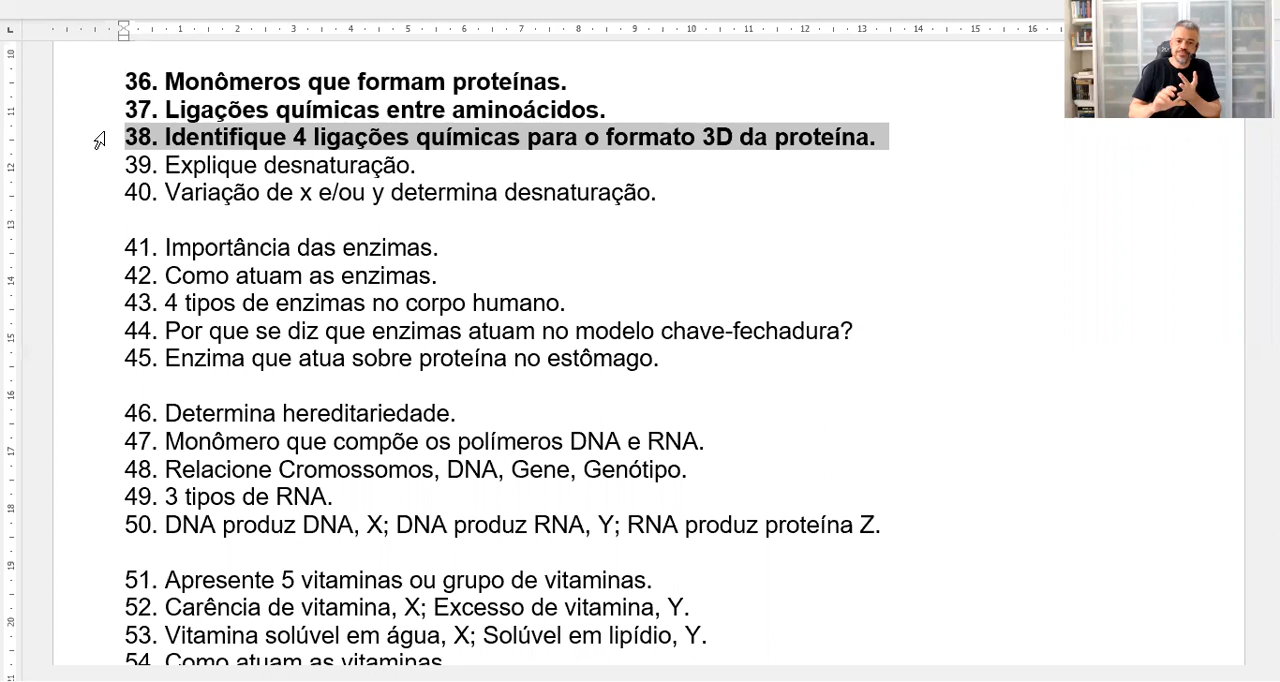 36. Monômeros que formam proteínas.
37. Ligações químicas entre aminoácidos.
38. Identifique 4 ligações químicas para o formato 3D da proteína.
39. Explique desnaturação.
40. Variação de x e/ou y determina desnaturação.
41. Importância das enzimas.
42. Como atuam as enzimas.
43. 4 tipos de enzimas no corpo humano.
44. Por que se diz que enzimas atuam no modelo chave-fechadura?
45. Enzima que atua sobre proteína no estômago.
46. Determina hereditariedade.
47. Monômero que compõe os polímeros DNA e RNA.
48. Relacione Cromossomos, DNA, Gene, Genótipo.
49. 3 tipos de RNA.
50. DNA produz DNA, X; DNA produz RNA, Y; RNA produz proteína Z.
51. Apresente 5 vitaminas ou grupo de vitaminas.
52. Carência de vitamina, X; Excesso de vitamina, Y.
53. Vitamina solúvel em água, X; Solúvel em lipídio, Y.
54. Como atuam as vitaminas